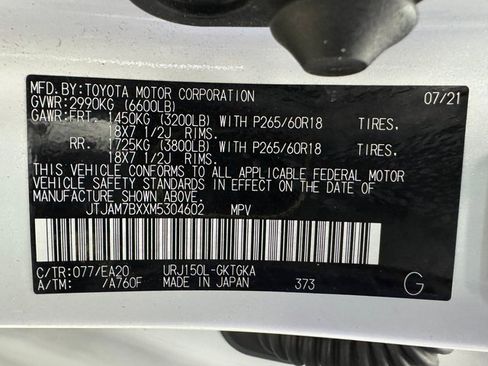 MFD.BY:TOYOTA MOTOR CORPORATION 07/21
GVWR:2990KG (6600LB)
GAWR:FRT. 1450KG (3200LB) WITH P265/60R18 TIRES,
18X7 1/2J RIMS.
RR. 1725KG (3800LB) WITH P265/60R18 TIRES,
18X7 1/2J RIMS.
THIS VEHICLE CONFORMS TO ALL APPLICABLE FEDERAL MOTOR
VEHICLE SAFETY STANDARDS IN EFFECT ON THE DATE OF
MANUFACTURE SHOWN ABOVE.
JTJAM7BXXM5304602 MPV
C/TR:077/EA20 URJ150L-GKTGKA
A/TM: /A760F MADE IN JAPAN 373 G